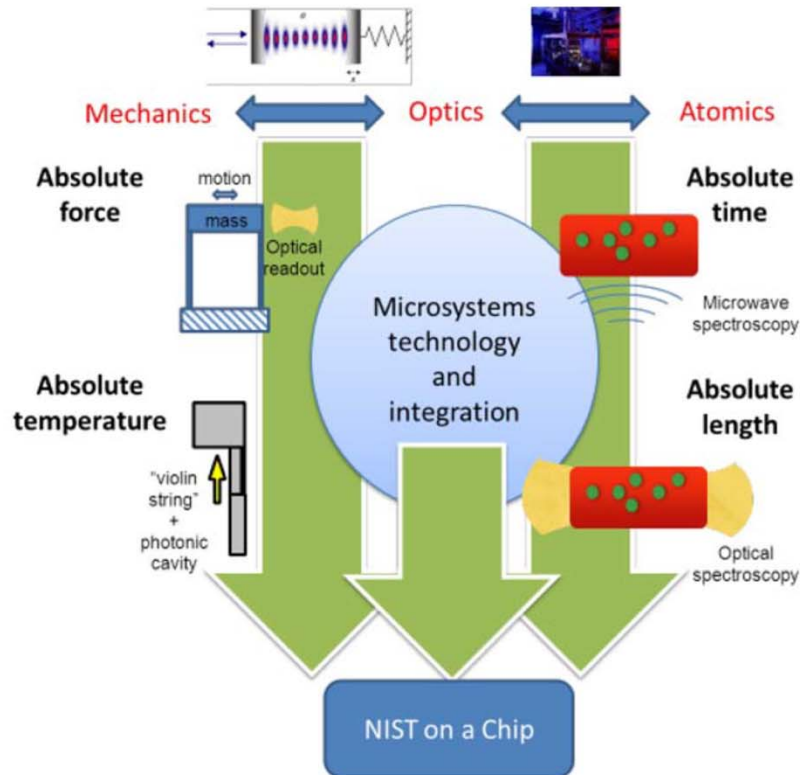 Mechanics
Optics
Atomics
Absolute
force
motion
mass
Optical
readout
Absolute
time
Microwave
spectroscopy
Microsystems
technology
and
integration
Absolute
temperature
"violin
string"
+
photonic
cavity
Absolute
length
Optical
spectroscopy
NIST on a Chip